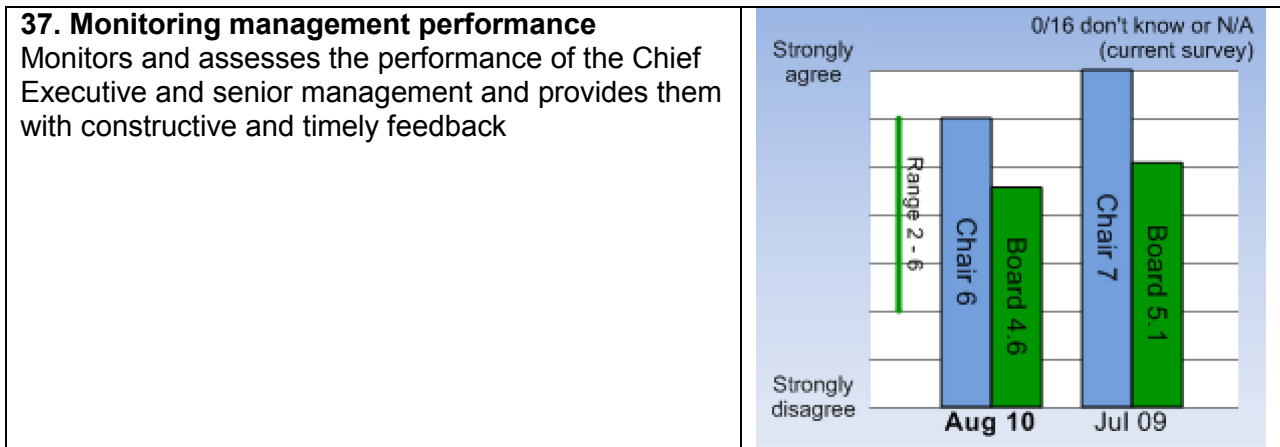 37. Monitoring management performance
Monitors and assesses the performance of the Chief
Executive and senior management and provides them
with constructive and timely feedback
0/16 don't know or N/A
(current survey)
Strongly
agree
Range 2 - 6
Chair 6
Board 4.6
Chair 7
Board 5.1
Strongly
disagree
Aug 10
Jul 09